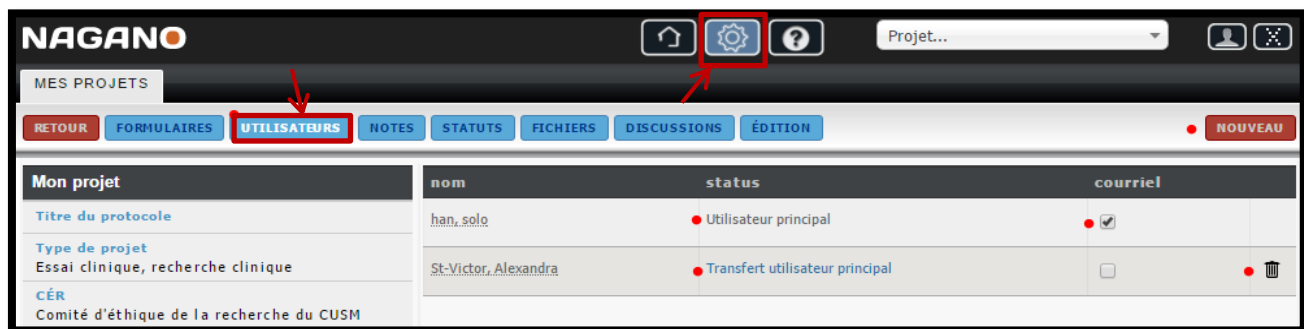 NAGANO
Projet...
MES PROJETS
RETOUR FORMULAIRES UTILISATEURS NOTES STATUTS FICHIERS DISCUSSIONS ÉDITION NOUVEAU
Mon projet
Titre du protocole
Type de projet
Essai clinique, recherche clinique
CÉR
Comité d'éthique de la recherche du CUSM
nom status courriel
han, solo Utilisateur principal
St-Victor, Alexandra Transfert utilisateur principal